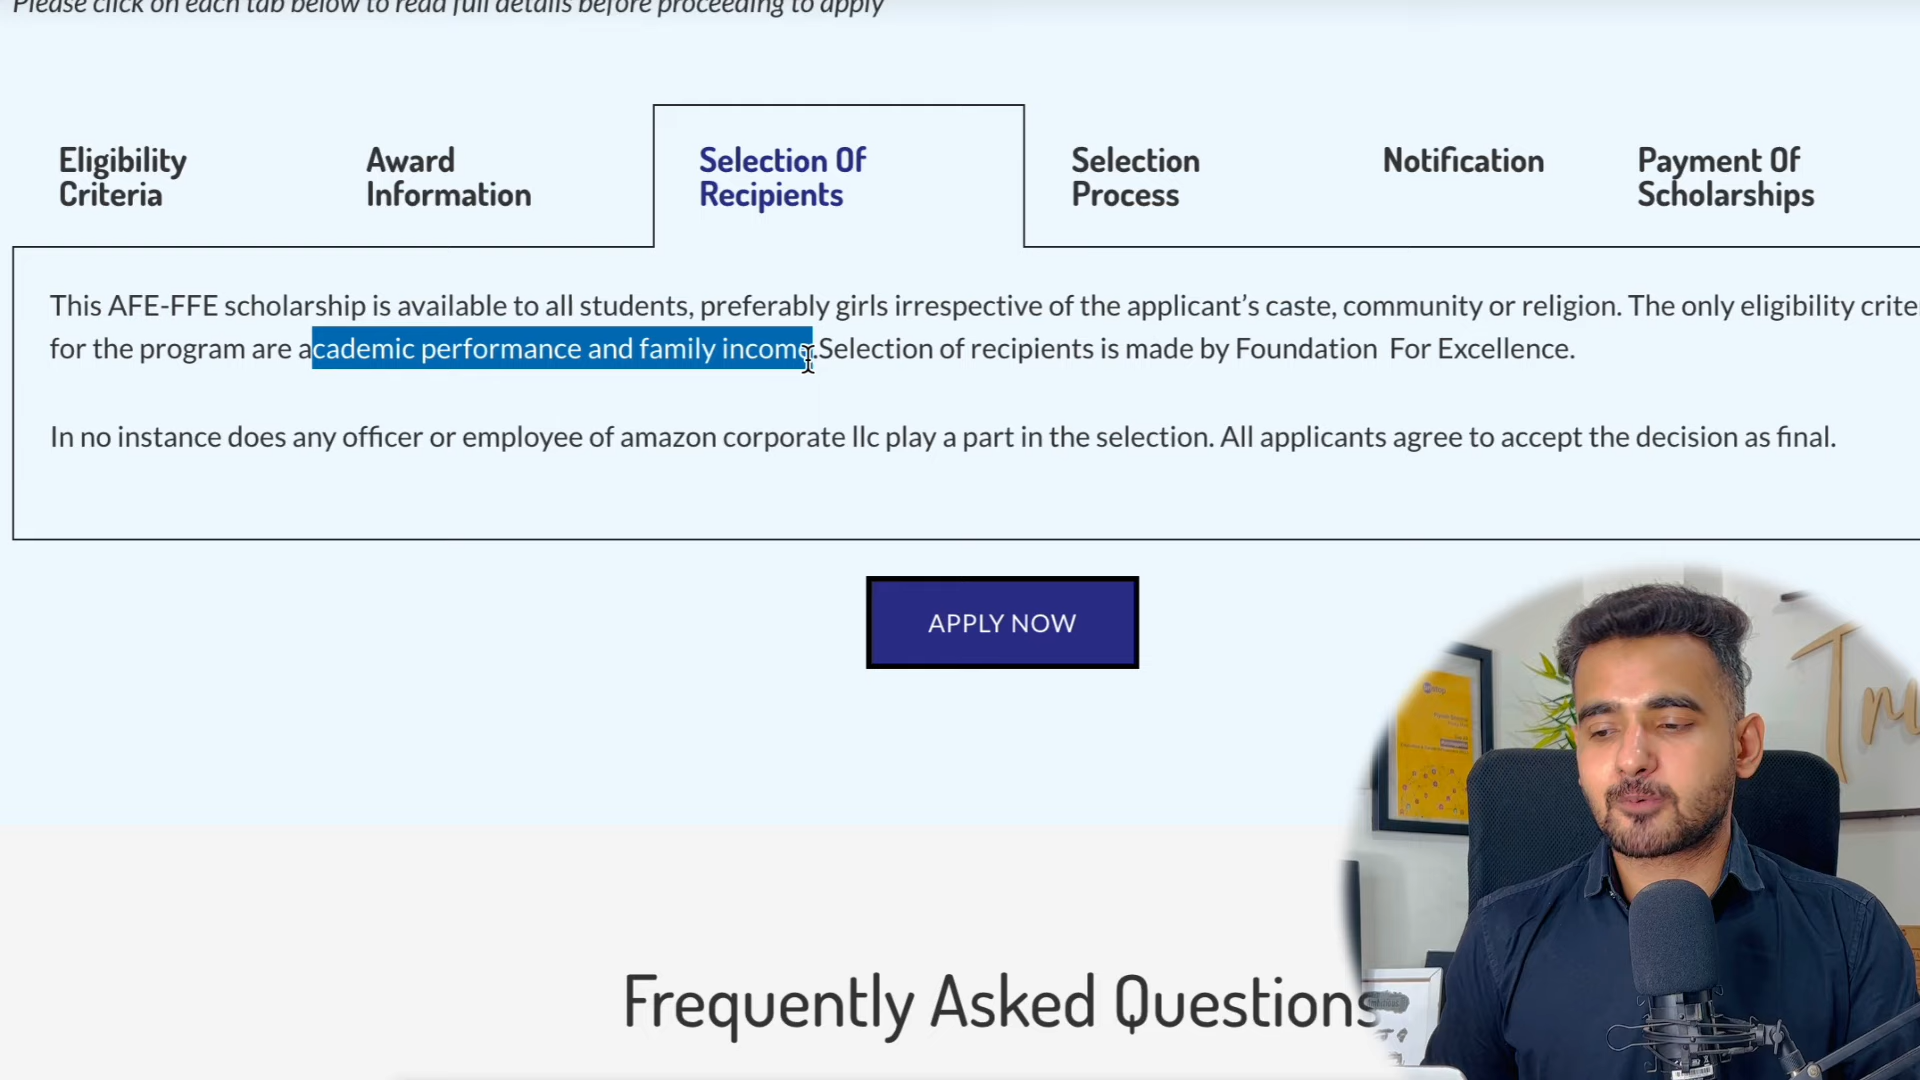 Please click on each tab below to read full details before proceeding to apply
Eligibility
Criteria
Award
Information
Selection Of
Recipients
Selection
Process
Notification
Payment Of
Scholarships
This AFE-FFE scholarship is available to all students, preferably girls irrespective of the applicant’s caste, community or religion. The only eligibility crite
for the program are academic performance and family income.Selection of recipients is made by Foundation For Excellence.
In no instance does any officer or employee of amazon corporate llc play a part in the selection. All applicants agree to accept the decision as final.
APPLY NOW
Frequently Asked Questions